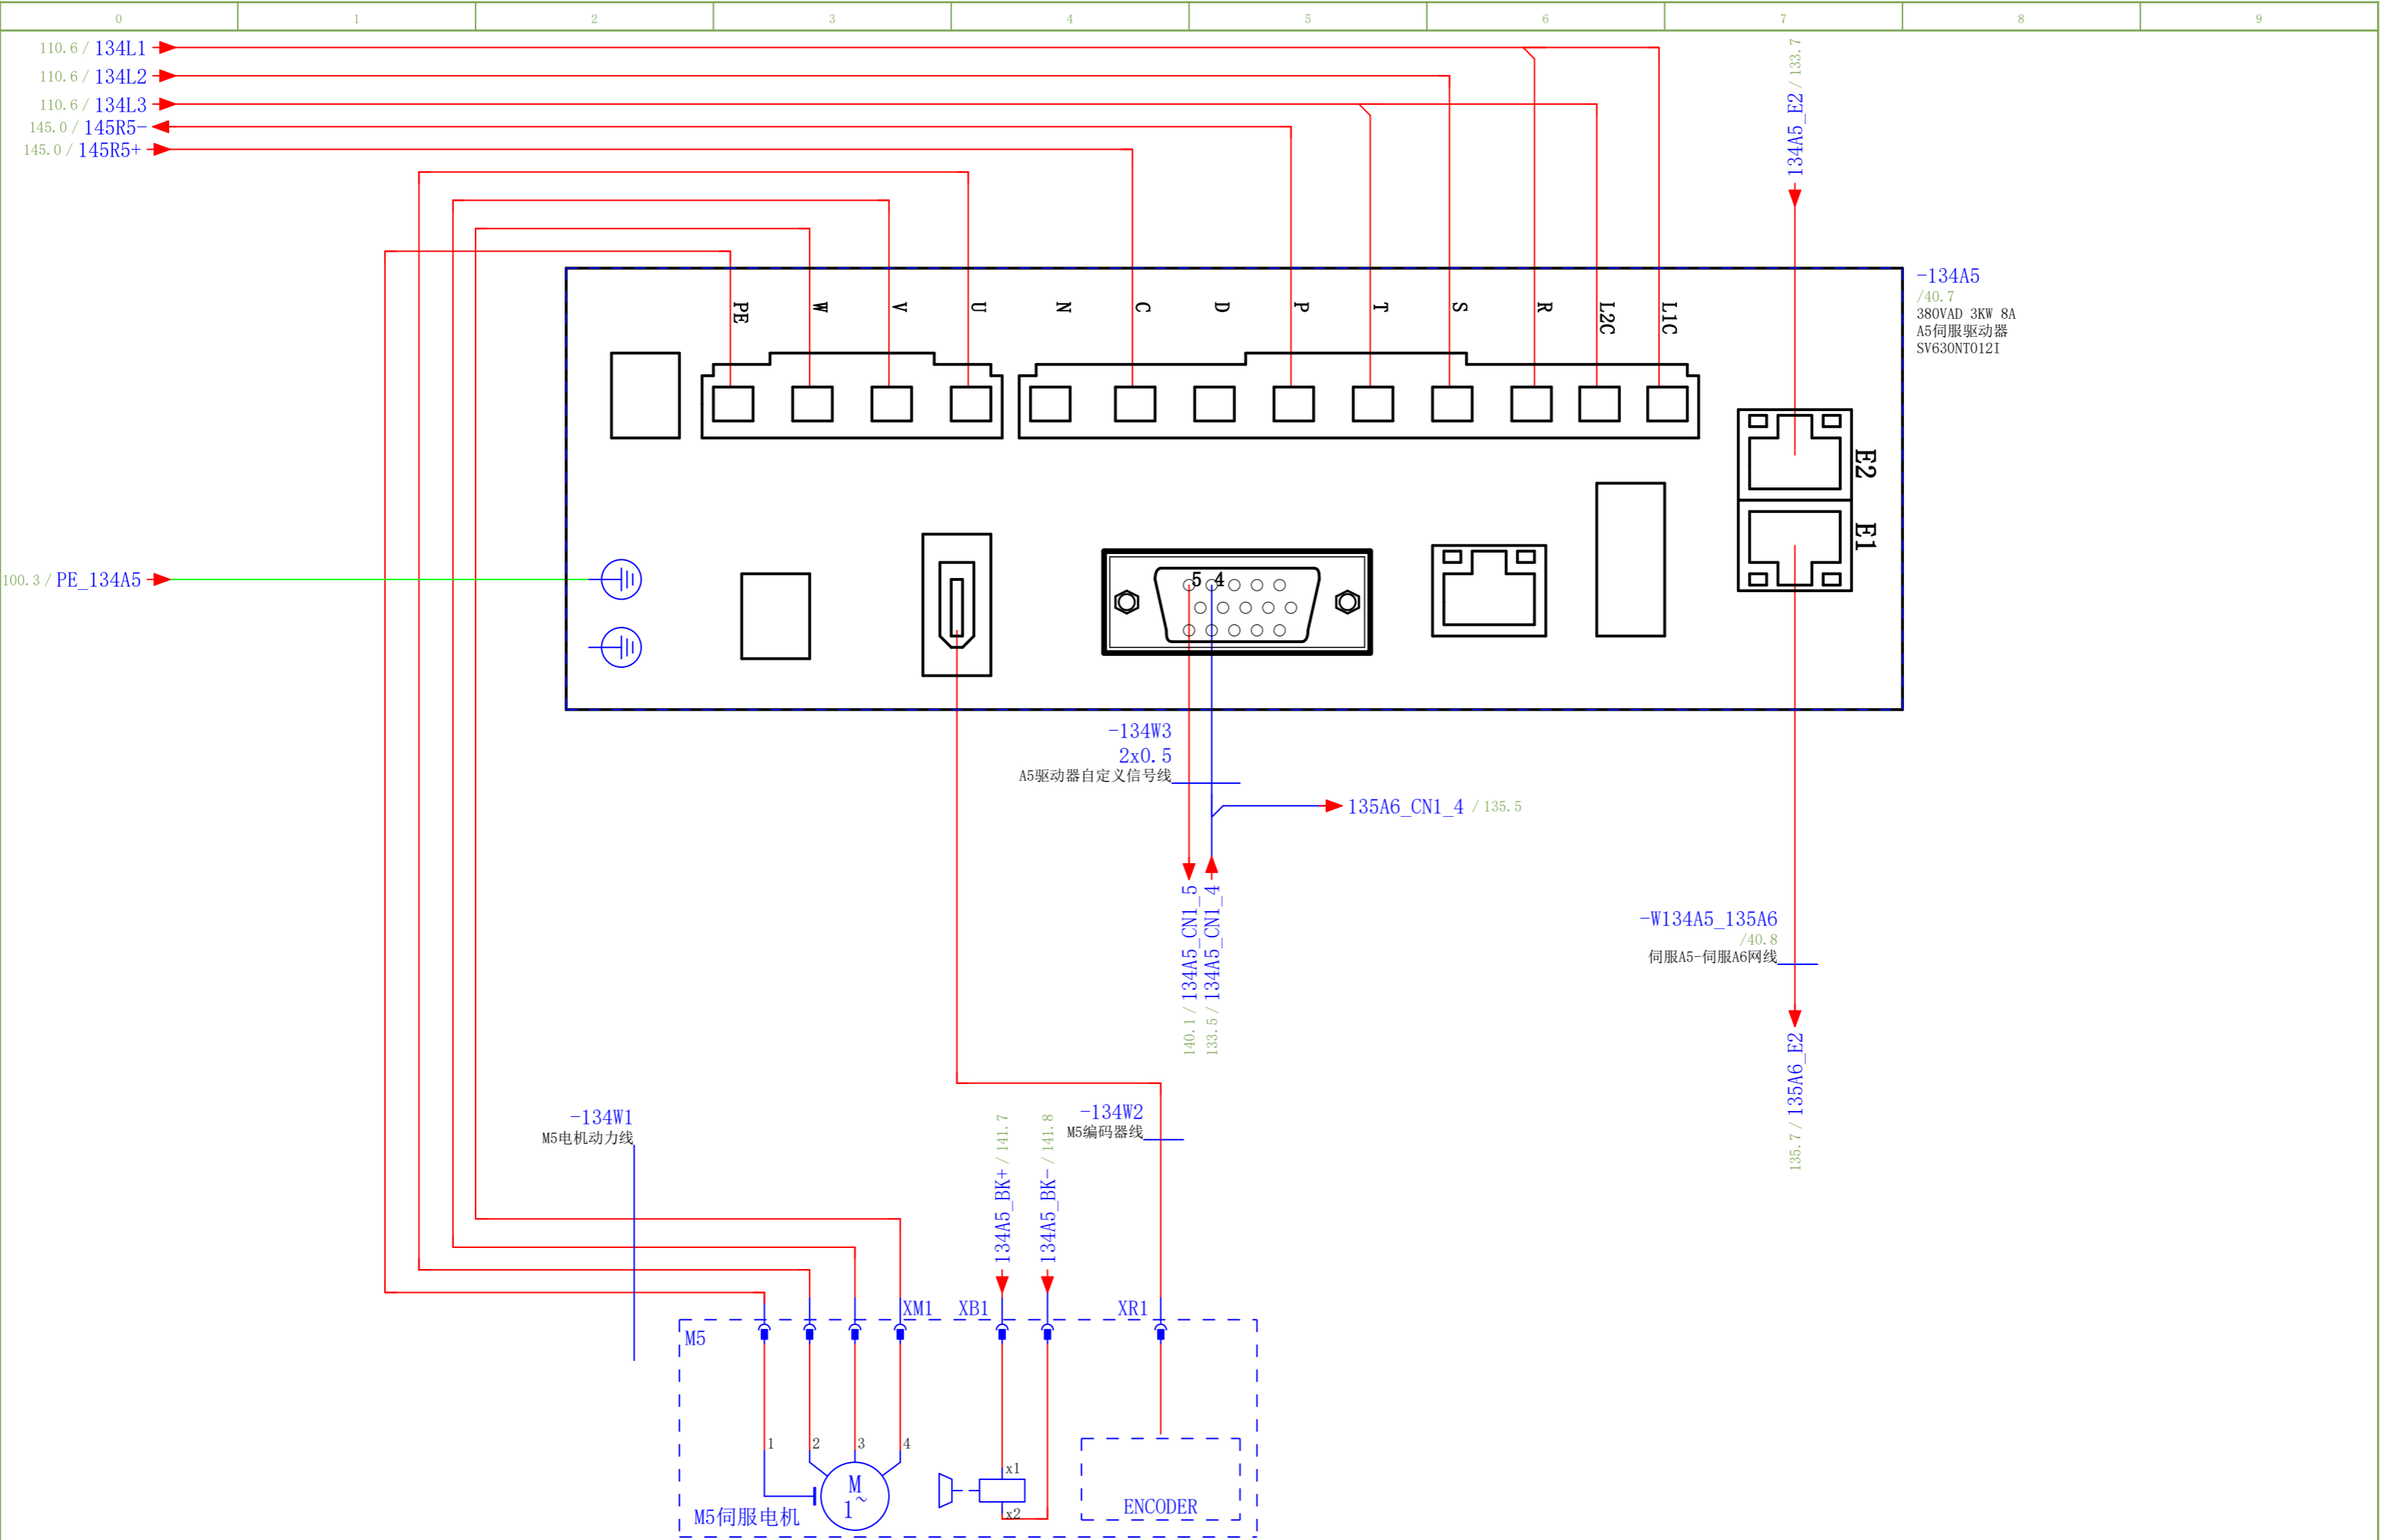 0 1 2 3 4 5 6 7 8 9
110.6 / 134L1
110.6 / 134L2
110.6 / 134L3
145.0 / 145R5-
145.0 / 145R5+
134A5_E2 / 133.7
-134A5
/40.7
380VAD 3KW 8A
A5伺服驱动器
SV630NT012I
PE W V U N C D P T S R L2C L1C
E2
E1
100.3 / PE_134A5
5 4
-134W3
2x0.5
A5驱动器自定义信号线
135A6_CN1_4 / 135.5
140.1 / 134A5_CN1_5
133.5 / 134A5_CN1_4
-W134A5_135A6
/40.8
伺服A5-伺服A6网线
135.7 / 135A6_E2
-134W1
M5电机动力线
134A5_BK+ / 141.7
134A5_BK- / 141.8
-134W2
M5编码器线
XM1 XB1 XR1
M5
1 2 3 4
M
1~
x1
x2
M5伺服电机
ENCODER